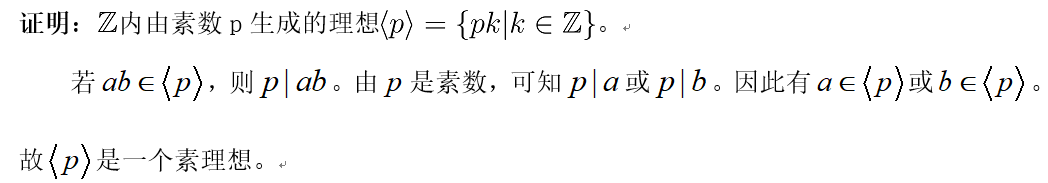 证明：ℤ内由素数 p 生成的理想⟨p⟩ = {pk|k ∈ ℤ}。
若 ab ∈ ⟨p⟩，则 p | ab。由 p 是素数，可知 p | a 或 p | b。因此有 a ∈ ⟨p⟩ 或 b ∈ ⟨p⟩。
故⟨p⟩是一个素理想。